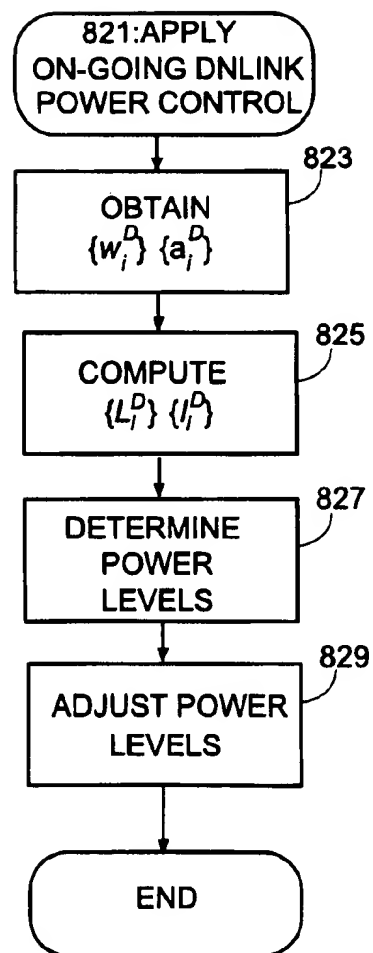 821:APPLY
ON-GOING DNLINK
POWER CONTROL
823
OBTAIN
{w_i^D} {a_i^D}
825
COMPUTE
{L_i^D} {I_i^D}
827
DETERMINE
POWER
LEVELS
829
ADJUST POWER
LEVELS
END